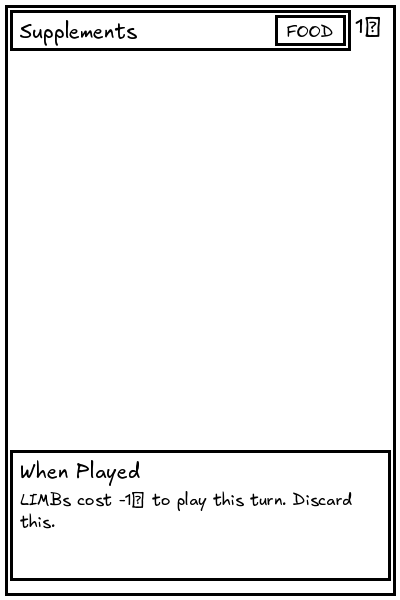 Supplements
FOOD
1⍰
When Played
LIMBs cost -1⍰ to play this turn. Discard
this.